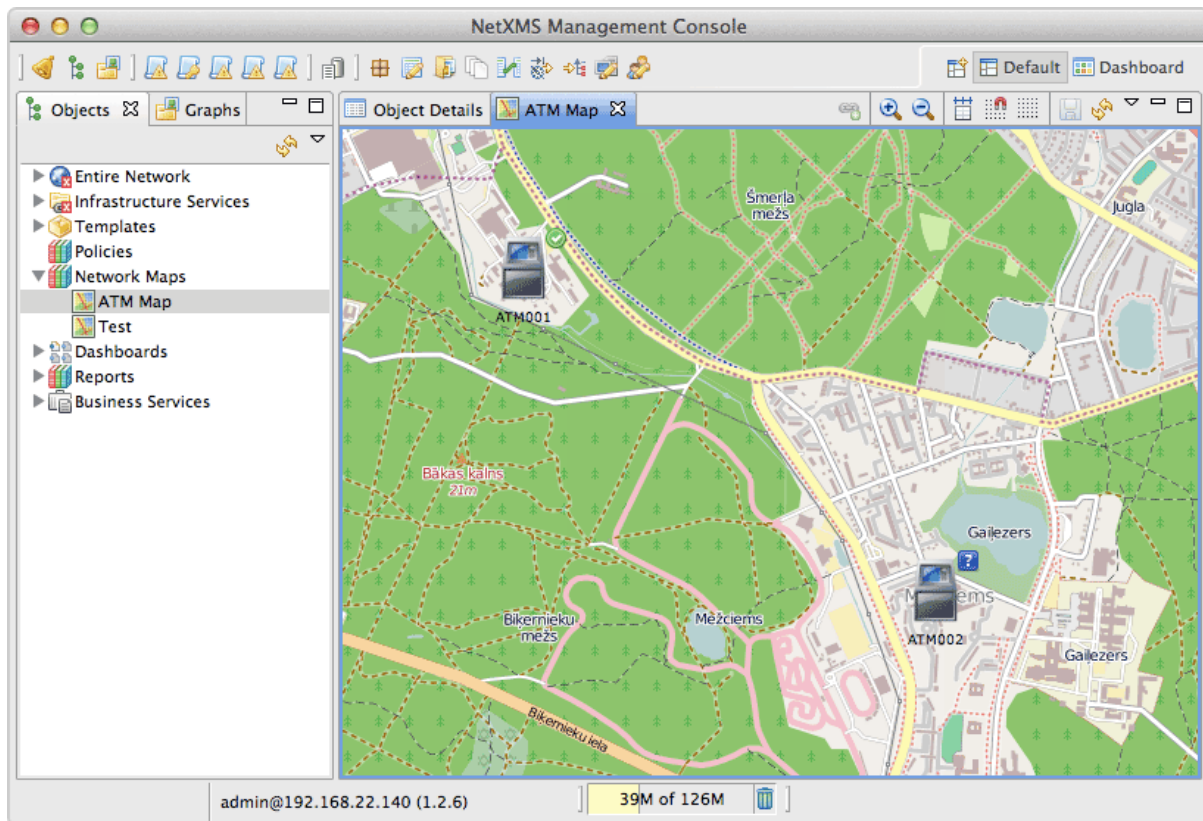 NetXMS Management Console
Default
Dashboard
Objects
Graphs
Object Details
ATM Map
Entire Network
Infrastructure Services
Templates
Policies
Network Maps
ATM Map
Test
Dashboards
Reports
Business Services
Šmerļa
mežs
Jugla
ATM001
Bākas kalns
21m
Gaiļezers
ATM002
Biķernieku
mežs
Mežciems
Gaiļezers
Biķernieku iela
admin@192.168.22.140 (1.2.6)
39M of 126M